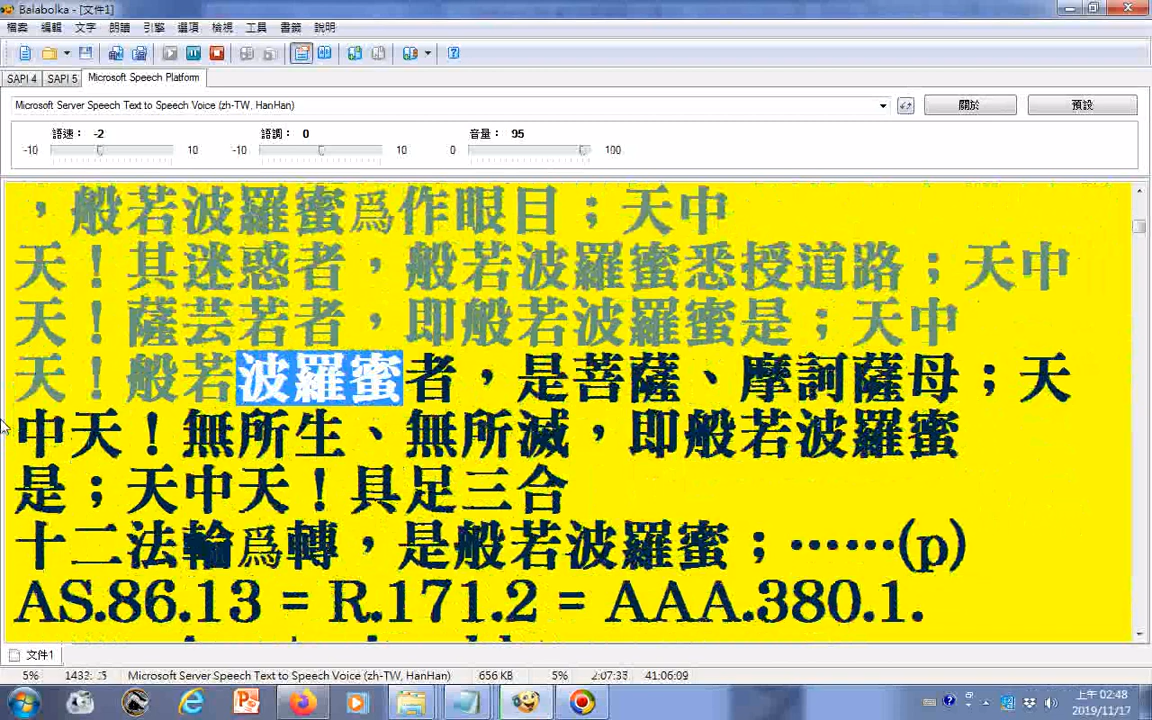 Balabolka - [文件1]
檔案 編輯 文字 朗讀 引擎 選項 檢視 工具 書籤 說明
SAPI 4 SAPI 5 Microsoft Speech Platform
Microsoft Server Speech Text to Speech Voice (zh-TW, HanHan) 關於 預設
語速： -2 語調： 0 音量： 95
-10 10 -10 10 0 100
，般若波羅蜜爲作眼目；天中
天！其迷惑者，般若波羅蜜悉授道路；天中
天！薩芸若者，即般若波羅蜜是；天中
天！般若波羅蜜者，是菩薩、摩訶薩母；天
中天！無所生、無所滅，即般若波羅蜜
是；天中天！具足三合
十二法輪爲轉，是般若波羅蜜；⋯⋯(p)
AS.86.13 = R.171.2 = AAA.380.1.
文件1
5% Microsoft Server Speech Text to Speech Voice (zh-TW, HanHan) 656 KB 5% 2:07:33 41:06:09
上午 02:48
2019/11/17